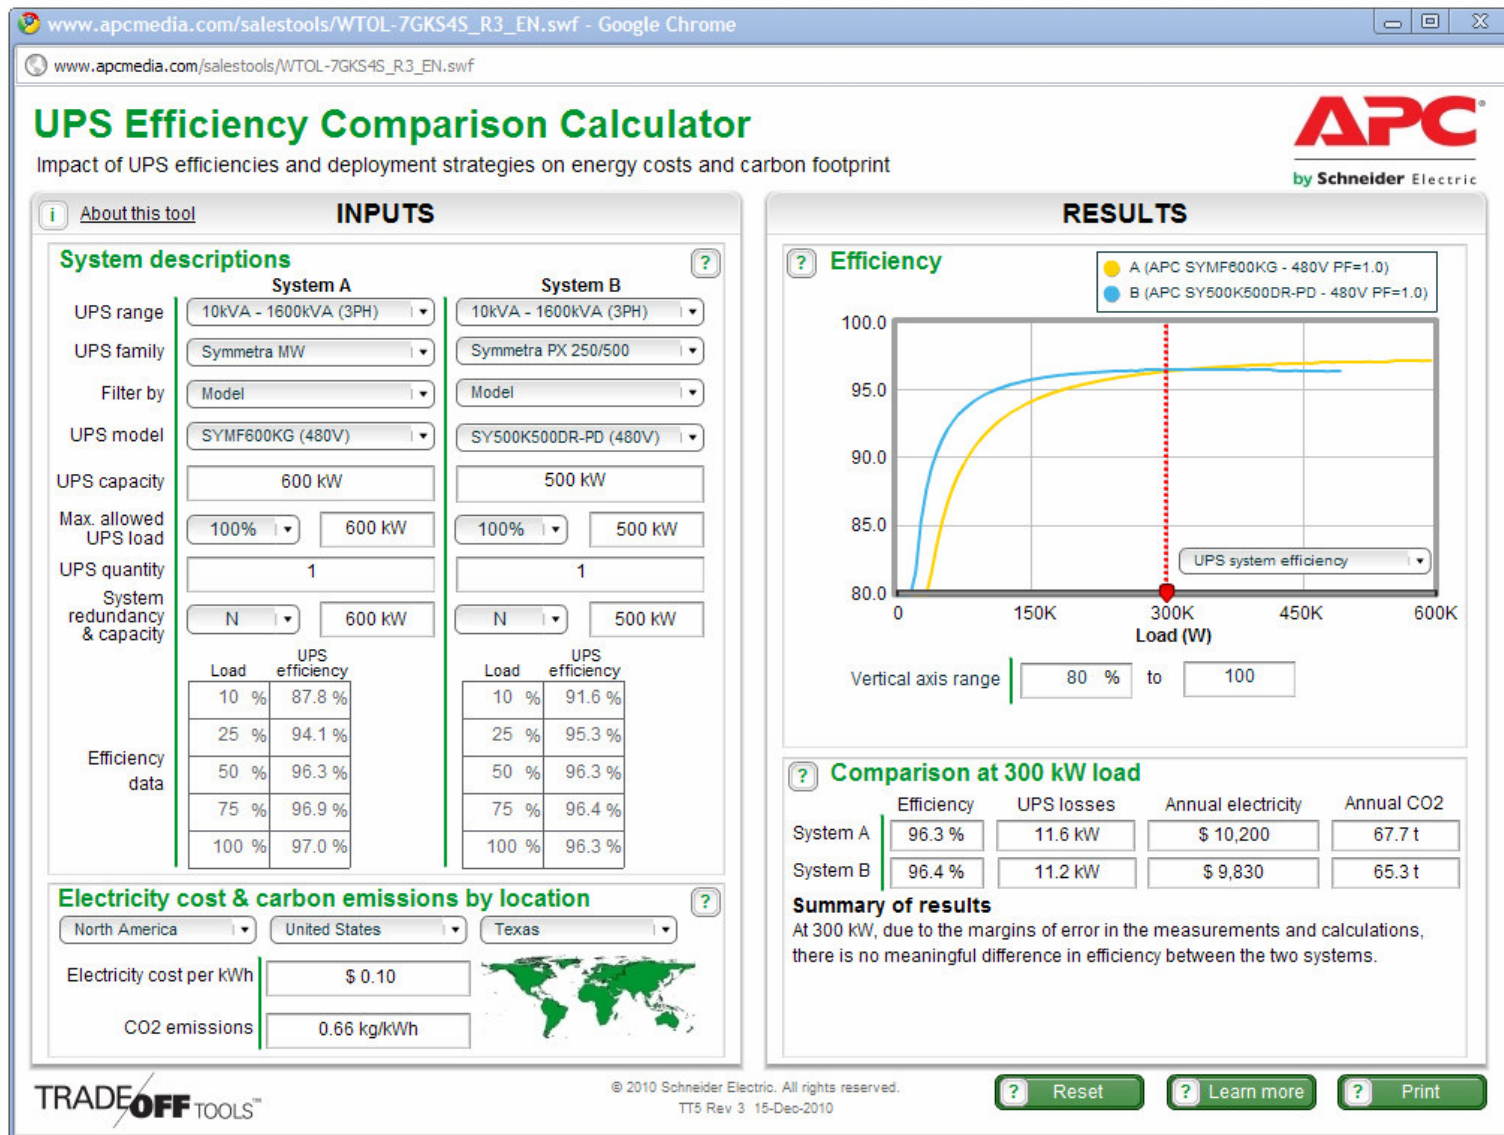 www.apcmedia.com/salestools/WTOL-7GKS4S_R3_EN.swf - Google Chrome
www.apcmedia.com/salestools/WTOL-7GKS4S_R3_EN.swf
UPS Efficiency Comparison Calculator
Impact of UPS efficiencies and deployment strategies on energy costs and carbon footprint
APC
by Schneider Electric
i About this tool INPUTS
System descriptions ?
System A System B
UPS range 10kVA - 1600kVA (3PH) 10kVA - 1600kVA (3PH)
UPS family Symmetra MW Symmetra PX 250/500
Filter by Model Model
UPS model SYMF600KG (480V) SY500K500DR-PD (480V)
UPS capacity 600 kW 500 kW
Max. allowed
UPS load 100% 600 kW 100% 500 kW
UPS quantity 1 1
System
redundancy
& capacity N 600 kW N 500 kW
Load UPS efficiency Load UPS efficiency
Efficiency data
10 % 87.8 % 10 % 91.6 %
25 % 94.1 % 25 % 95.3 %
50 % 96.3 % 50 % 96.3 %
75 % 96.9 % 75 % 96.4 %
100 % 97.0 % 100 % 96.3 %
Electricity cost & carbon emissions by location ?
North America United States Texas
Electricity cost per kWh $ 0.10
CO2 emissions 0.66 kg/kWh
RESULTS
? Efficiency
A (APC SYMF600KG - 480V PF=1.0)
B (APC SY500K500DR-PD - 480V PF=1.0)
100.0
95.0
90.0
85.0
UPS system efficiency
80.0
0 150K 300K 450K 600K
Load (W)
Vertical axis range 80 % to 100
? Comparison at 300 kW load
Efficiency UPS losses Annual electricity Annual CO2
System A 96.3 % 11.6 kW $ 10,200 67.7 t
System B 96.4 % 11.2 kW $ 9,830 65.3 t
Summary of results
At 300 kW, due to the margins of error in the measurements and calculations,
there is no meaningful difference in efficiency between the two systems.
TRADE OFF TOOLS™
© 2010 Schneider Electric. All rights reserved.
TT5 Rev 3 15-Dec-2010
? Reset ? Learn more ? Print